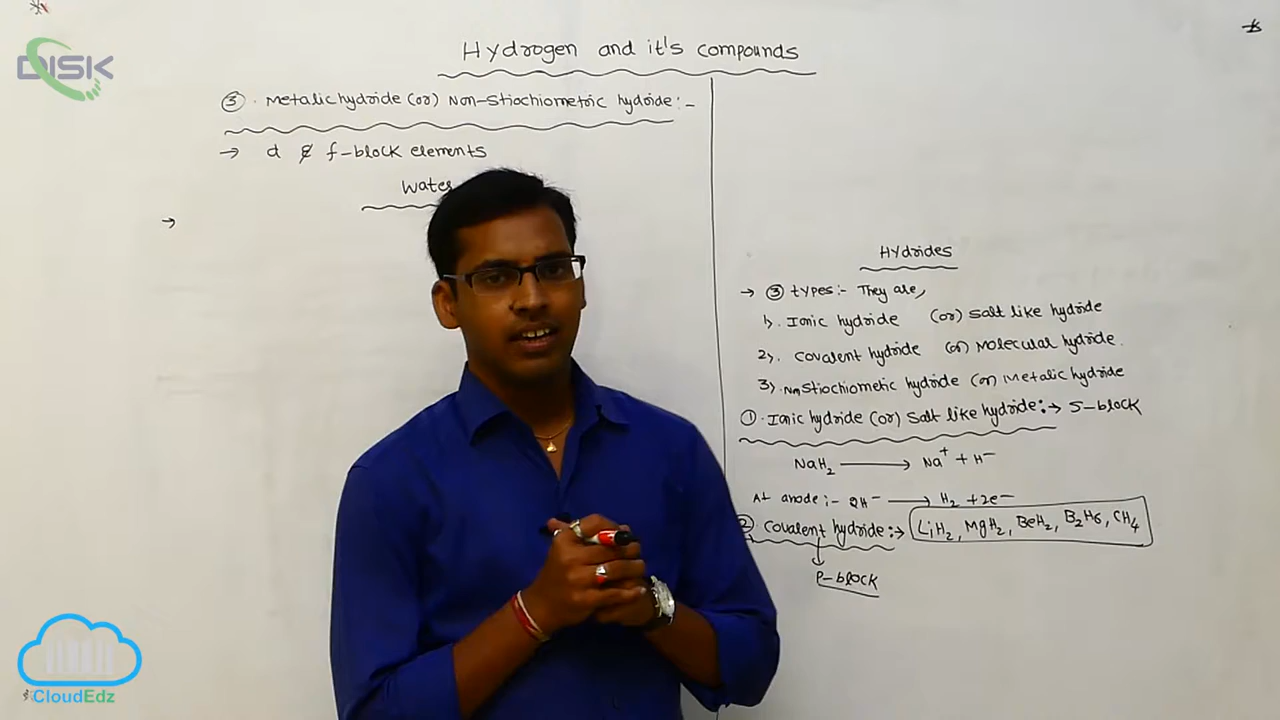 DISK
Hydrogen and it's compounds
③. Metalic hydride (or) Non-Stiochiometric hydride:-
→ d & f-block elements
Water
→
Hydrides
→ ③ types:- They are,
1). Ionic hydride (or) Salt like hydride
2). Covalent hydride (or) Molecular hydride.
3). Non Stiochiometic hydride (or) Metalic hydride
①. Ionic hydride (or) Salt like hydride:→ S-block
NaH₂ ⟶ Na⁺ + H⁻
At anode:- 2H⁻ ⟶ H₂ + 2e⁻
②. Covalent hydride:→ LiH₂, MgH₂, BeH₂, B₂H₆, CH₄
P-block
CloudEdz